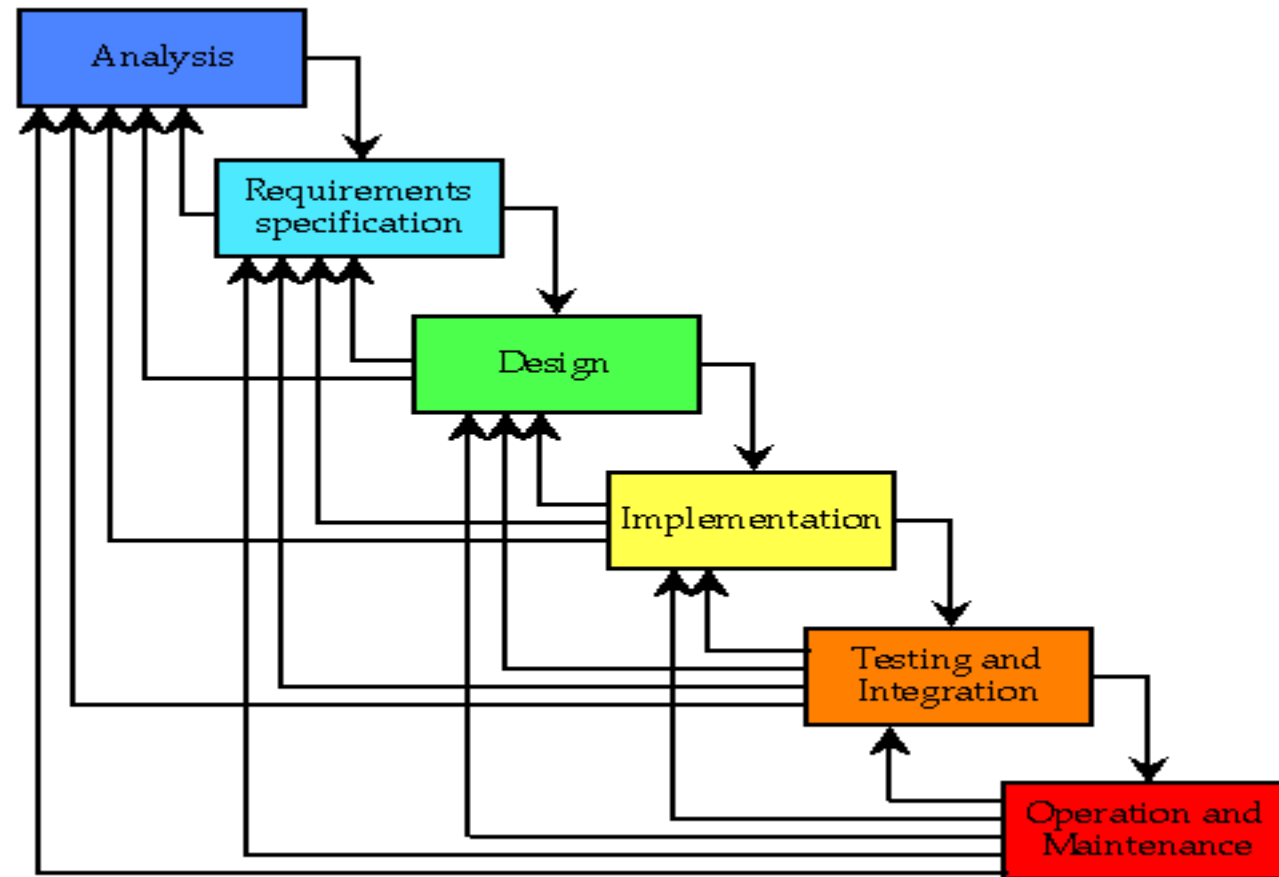 Analysis
Requirements
specification
Design
Implementation
Testing and
Integration
Operation and
Maintenance